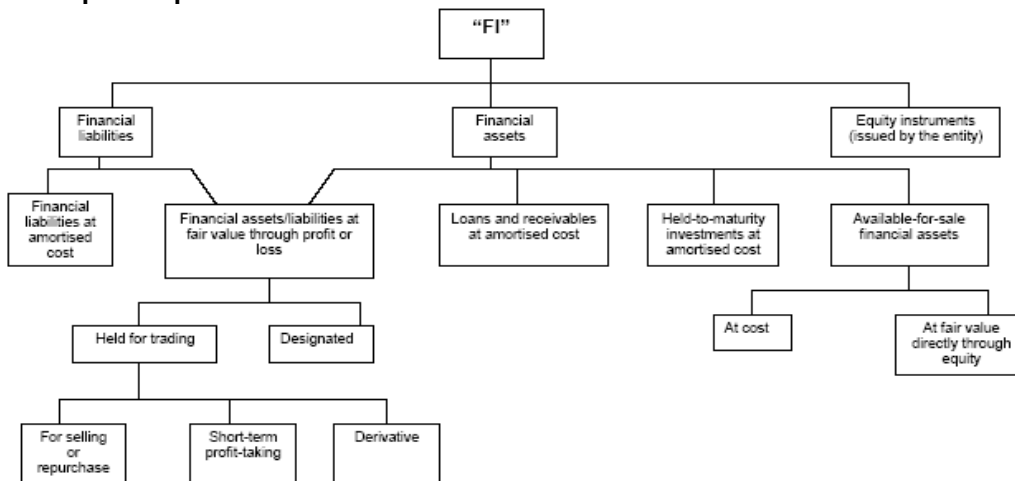 "FI"
Financial
liabilities
Financial
assets
Equity instruments
(issued by the entity)
Financial
liabilities at
amortised
cost
Financial assets/liabilities at
fair value through profit or
loss
Loans and receivables
at amortised cost
Held-to-maturity
investments at
amortised cost
Available-for-sale
financial assets
Held for trading
Designated
At cost
At fair value
directly through
equity
For selling
or
repurchase
Short-term
profit-taking
Derivative